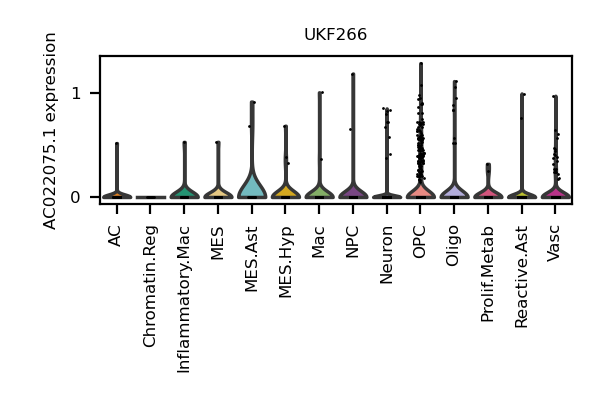 UKF266
AC022075.1 expression
1
0
AC
Chromatin.Reg
Inflammatory.Mac
MES
MES.Ast
MES.Hyp
Mac
NPC
Neuron
OPC
Oligo
Prolif.Metab
Reactive.Ast
Vasc